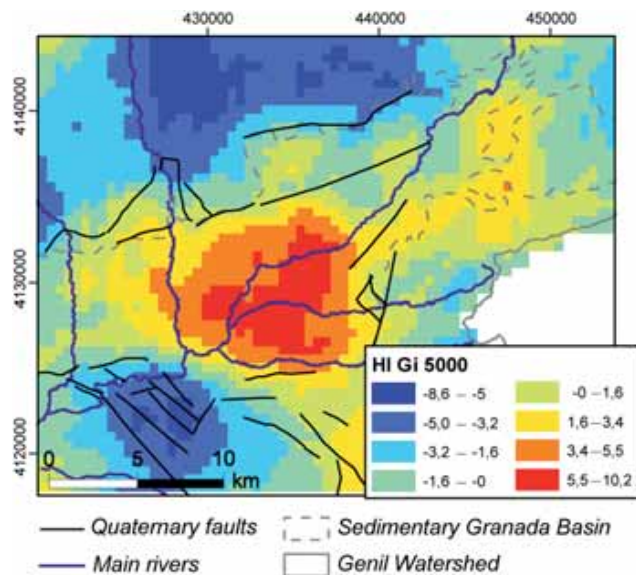 430000 440000 450000
4140000
4130000
4120000
HI Gi 5000
-8,6 – -5 -0 – 1,6
-5,0 – -3,2 1,6 – 3,4
-3,2 – -1,6 3,4 – 5,5
-1,6 – -0 5,5 – 10,2
0 5 10
km
Quaternary faults Sedimentary Granada Basin
Main rivers Genil Watershed